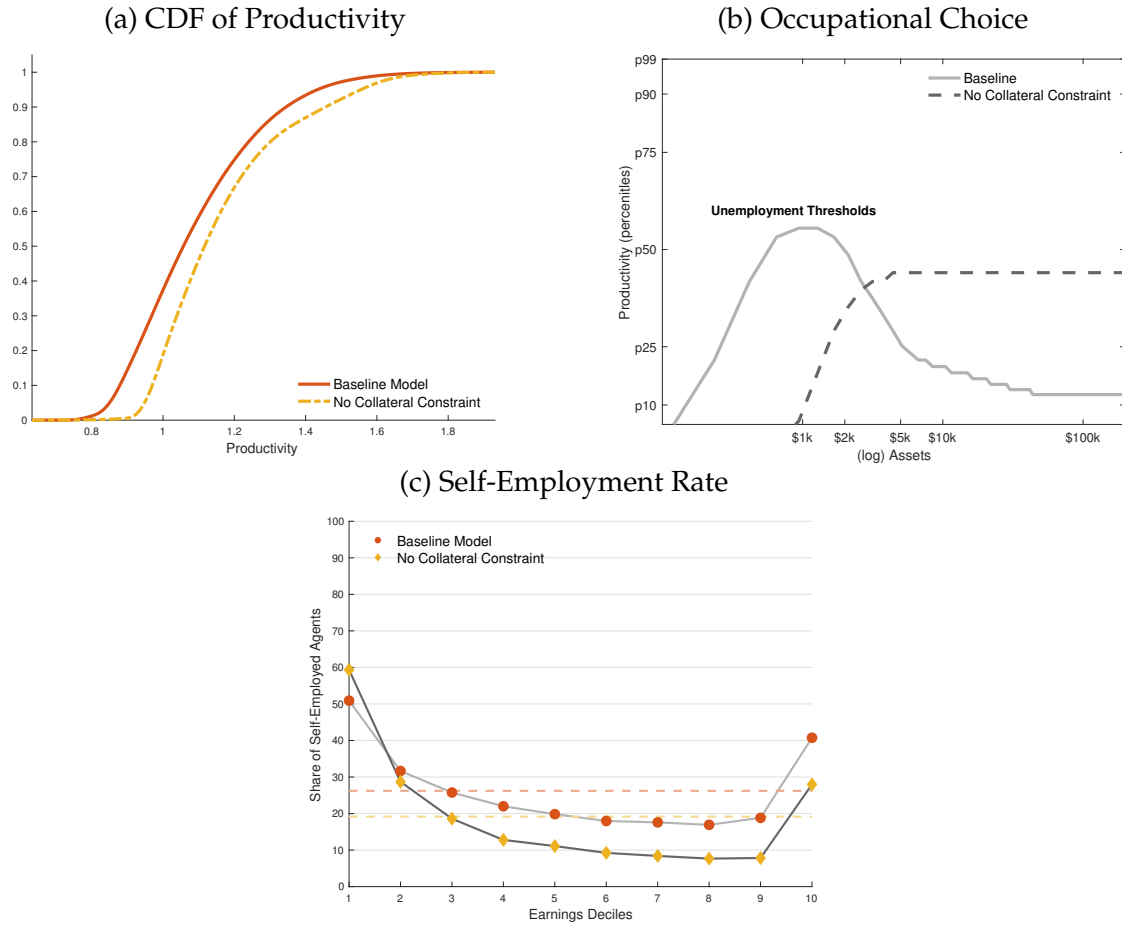 (a) CDF of Productivity
1
0.9
0.8
0.7
0.6
0.5
0.4
0.3
0.2
0.1
0
Baseline Model
No Collateral Constraint
0.8 1 1.2 1.4 1.6 1.8
Productivity
(b) Occupational Choice
p99
p90
p75
p50
p25
p10
Productivity (percenitles)
Baseline
No Collateral Constraint
Unemployment Thresholds
$1k $2k $5k $10k $100k
(log) Assets
(c) Self-Employment Rate
100
90
80
70
60
50
40
30
20
10
0
Share of Self-Employed Agents
Baseline Model
No Collateral Constraint
1 2 3 4 5 6 7 8 9 10
Earnings Deciles